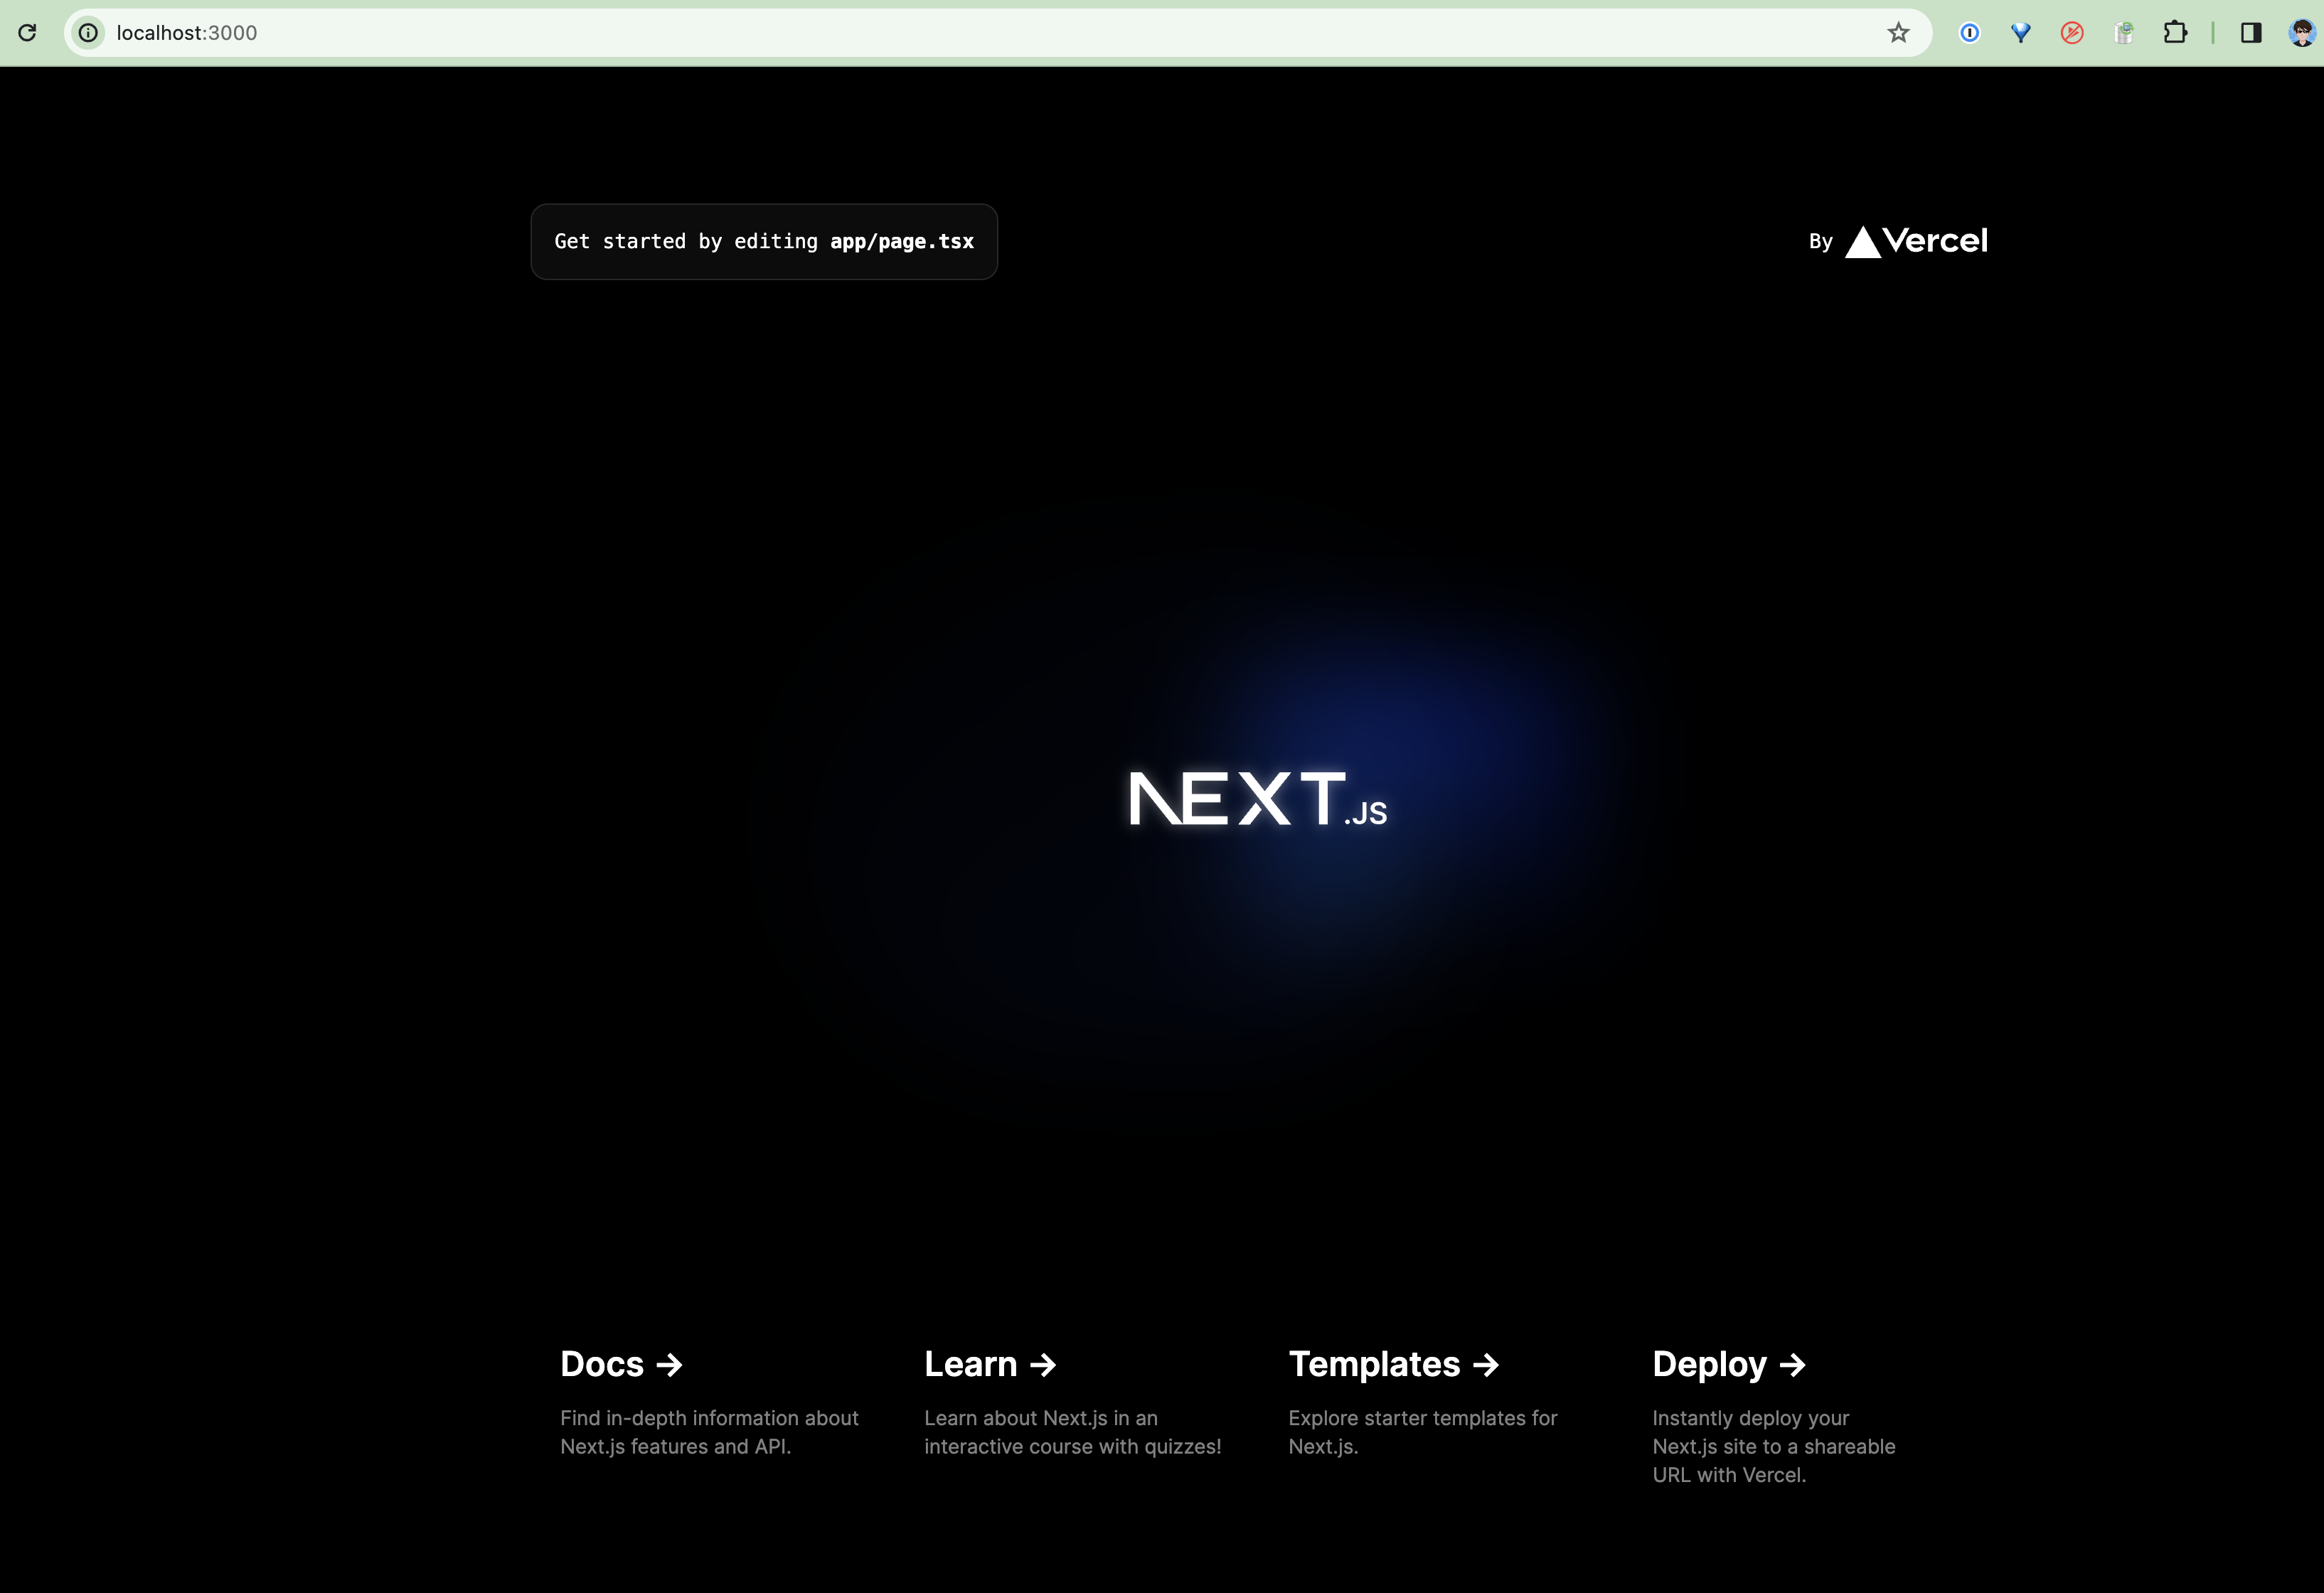 localhost:3000
Get started by editing app/page.tsx
By Vercel
NEXT.JS
Docs →
Find in-depth information about
Next.js features and API.
Learn →
Learn about Next.js in an
interactive course with quizzes!
Templates →
Explore starter templates for
Next.js.
Deploy →
Instantly deploy your
Next.js site to a shareable
URL with Vercel.